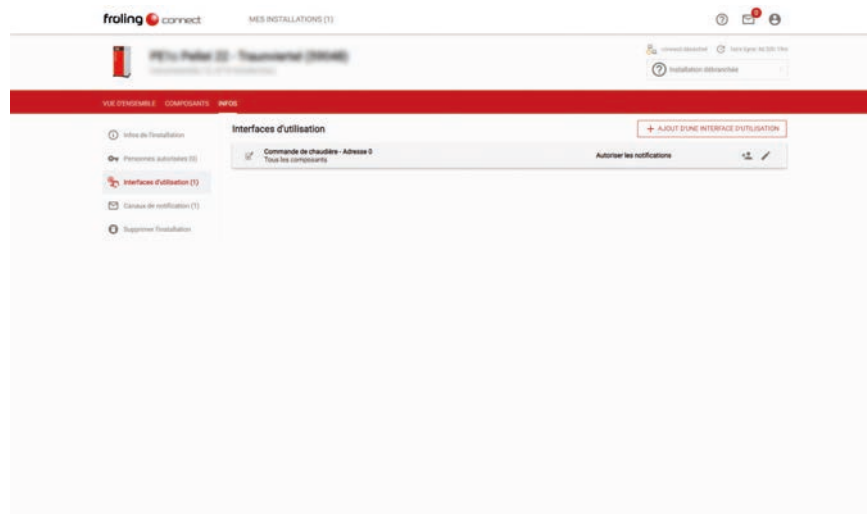 froling connect
MES INSTALLATIONS (1)
0
Installation débranchée
VUE D'ENSEMBLE COMPOSANTS INFOS
Infos de l'installation
Personnes autorisées (0)
Interfaces d'utilisation (1)
Canaux de notification (1)
Supprimer l'installation
Interfaces d'utilisation
+ AJOUT D'UNE INTERFACE D'UTILISATION
Commande de chaudière - Adresse 0
Tous les composants
Autoriser les notifications